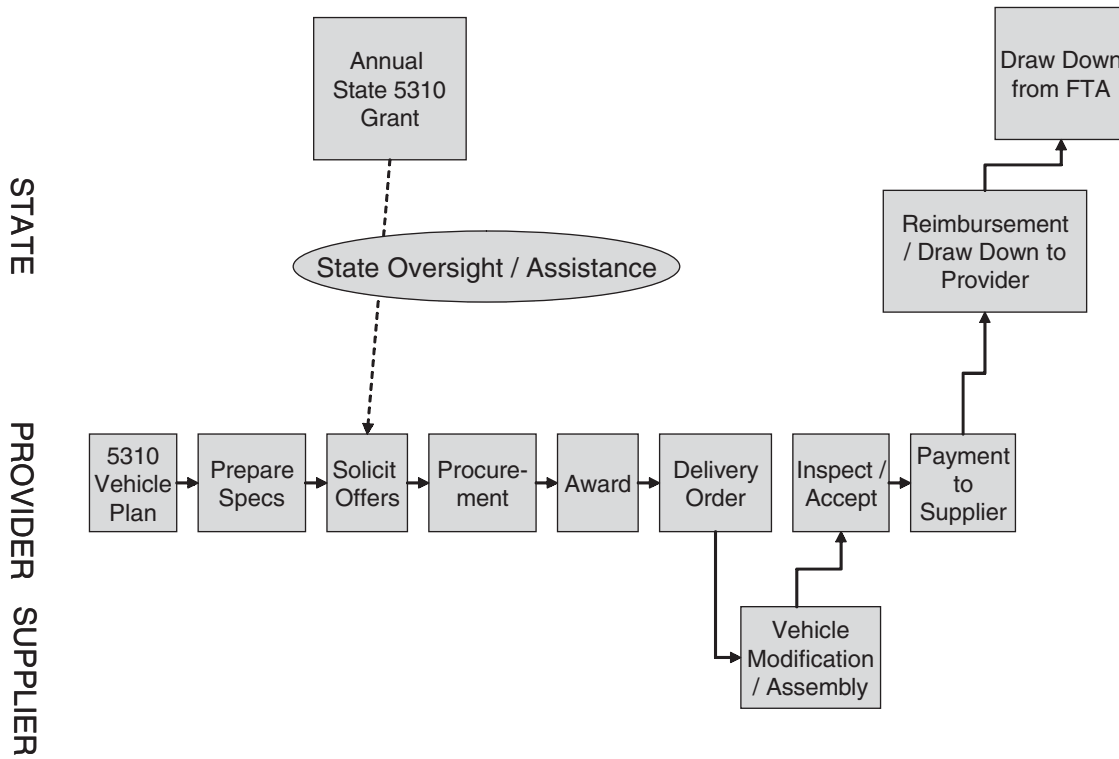 Annual
State 5310
Grant
Draw Down
from FTA
STATE
State Oversight / Assistance
Reimbursement
/ Draw Down to
Provider
PROVIDER
5310
Vehicle
Plan
Prepare
Specs
Solicit
Offers
Procure-
ment
Award
Delivery
Order
Inspect /
Accept
Payment
to
Supplier
SUPPLIER
Vehicle
Modification
/ Assembly